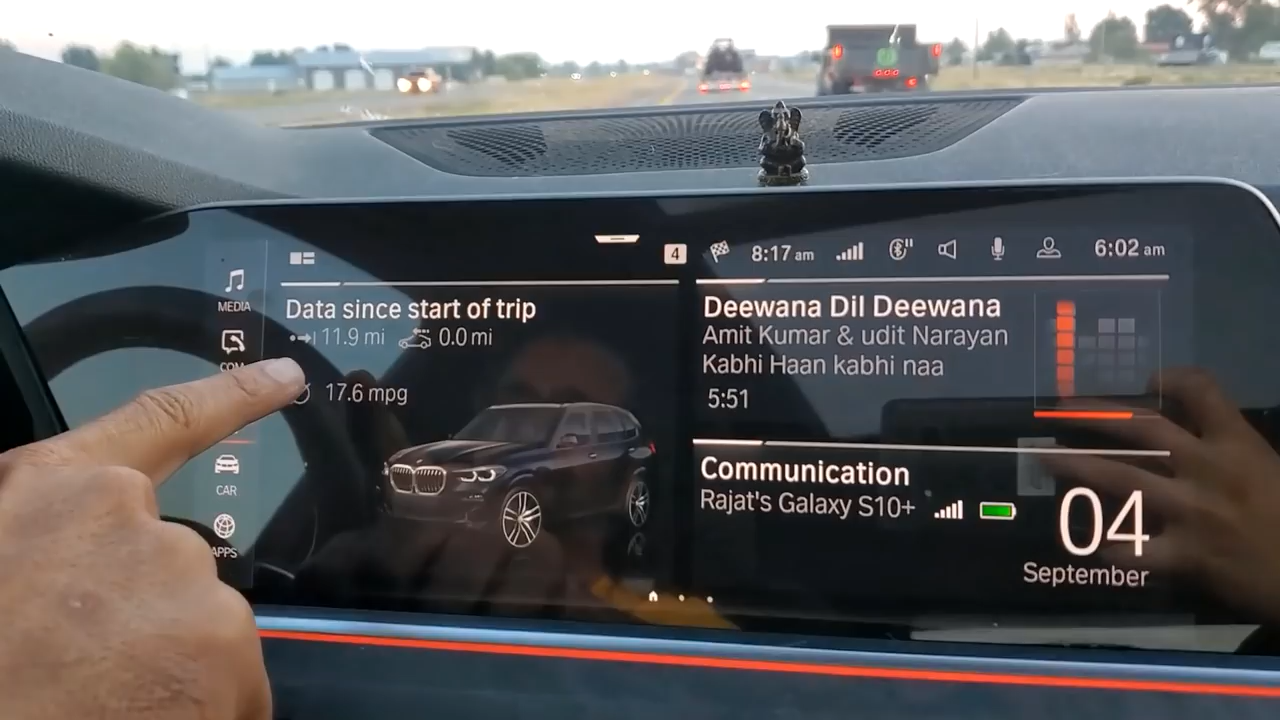 4 8:17 am 6:02 am
MEDIA
COM
CAR
APPS
Data since start of trip
11.9 mi 0.0 mi
17.6 mpg
Deewana Dil Deewana
Amit Kumar & udit Narayan
Kabhi Haan kabhi naa
5:51
Communication
Rajat's Galaxy S10+
04
September